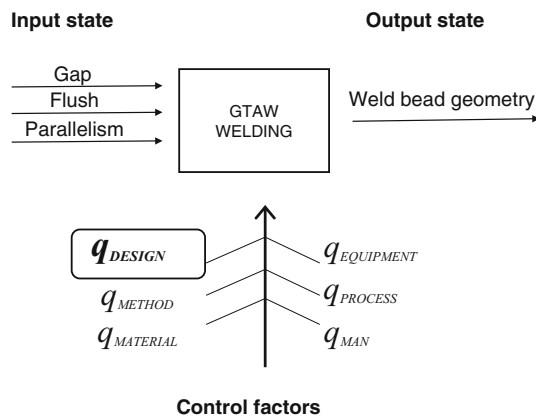 Input state
Output state
Gap
Flush
Parallelism
GTAW
WELDING
Weld bead geometry
q DESIGN
q EQUIPMENT
q METHOD
q PROCESS
q MATERIAL
q MAN
Control factors